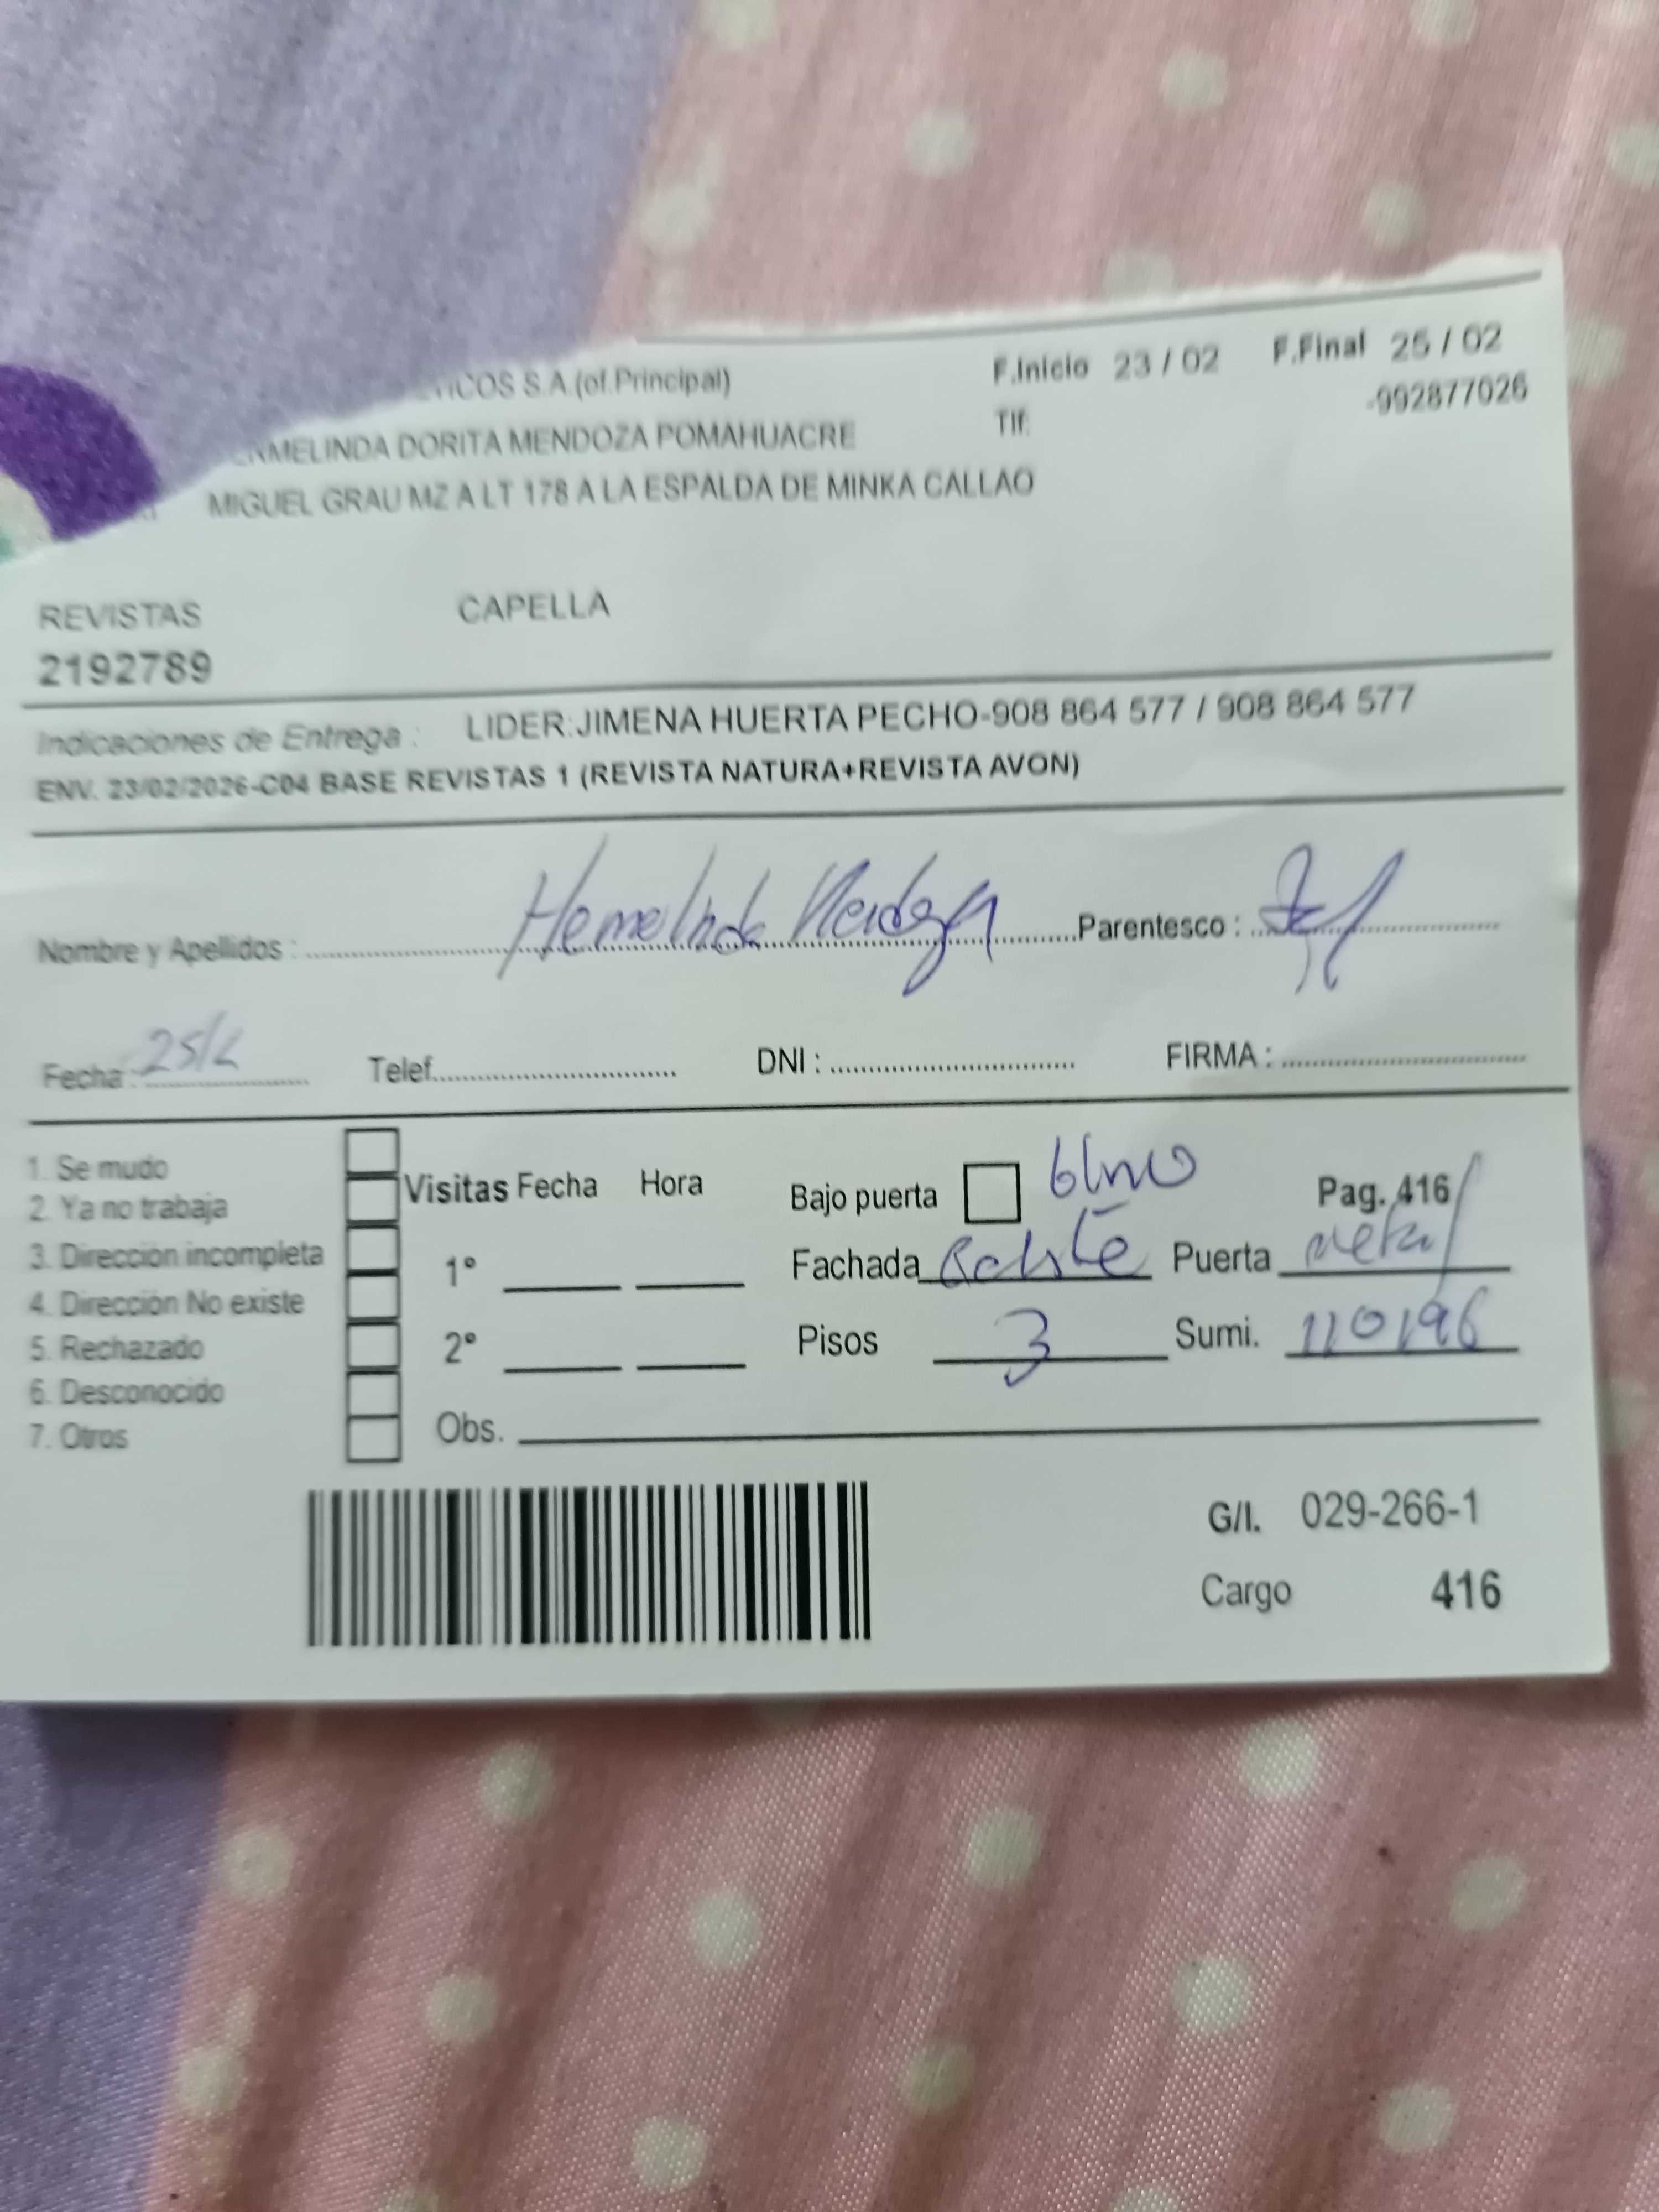 S.A.(of.Principal) F.Inicio 23 / 02 F.Final 25 / 02
DORITA MENDOZA POMAHUACRE Tlf: -992877026
MIGUEL GRAU MZ A LT 178 A LA ESPALDA DE MINKA CALLAO
REVISTAS CAPELLA
2192789
Indicaciones de Entrega : LIDER:JIMENA HUERTA PECHO-908 864 577 / 908 864 577
ENV. 23/02/2026-C04 BASE REVISTAS 1 (REVISTA NATURA+REVISTA AVON)
Nombre y Apellidos : Hemelinda Mendoza Parentesco :
Fecha : 25/2 Telef. DNI : FIRMA :
1. Se mudo
2. Ya no trabaja
3. Dirección incompleta
4. Dirección No existe
5. Rechazado
6. Desconocido
7. Otros
Visitas Fecha Hora
1°
2°
Obs.
Bajo puerta Pag. 416
Fachada Puerta metal
Pisos 3 Sumi. 110196
G/I. 029-266-1
Cargo 416